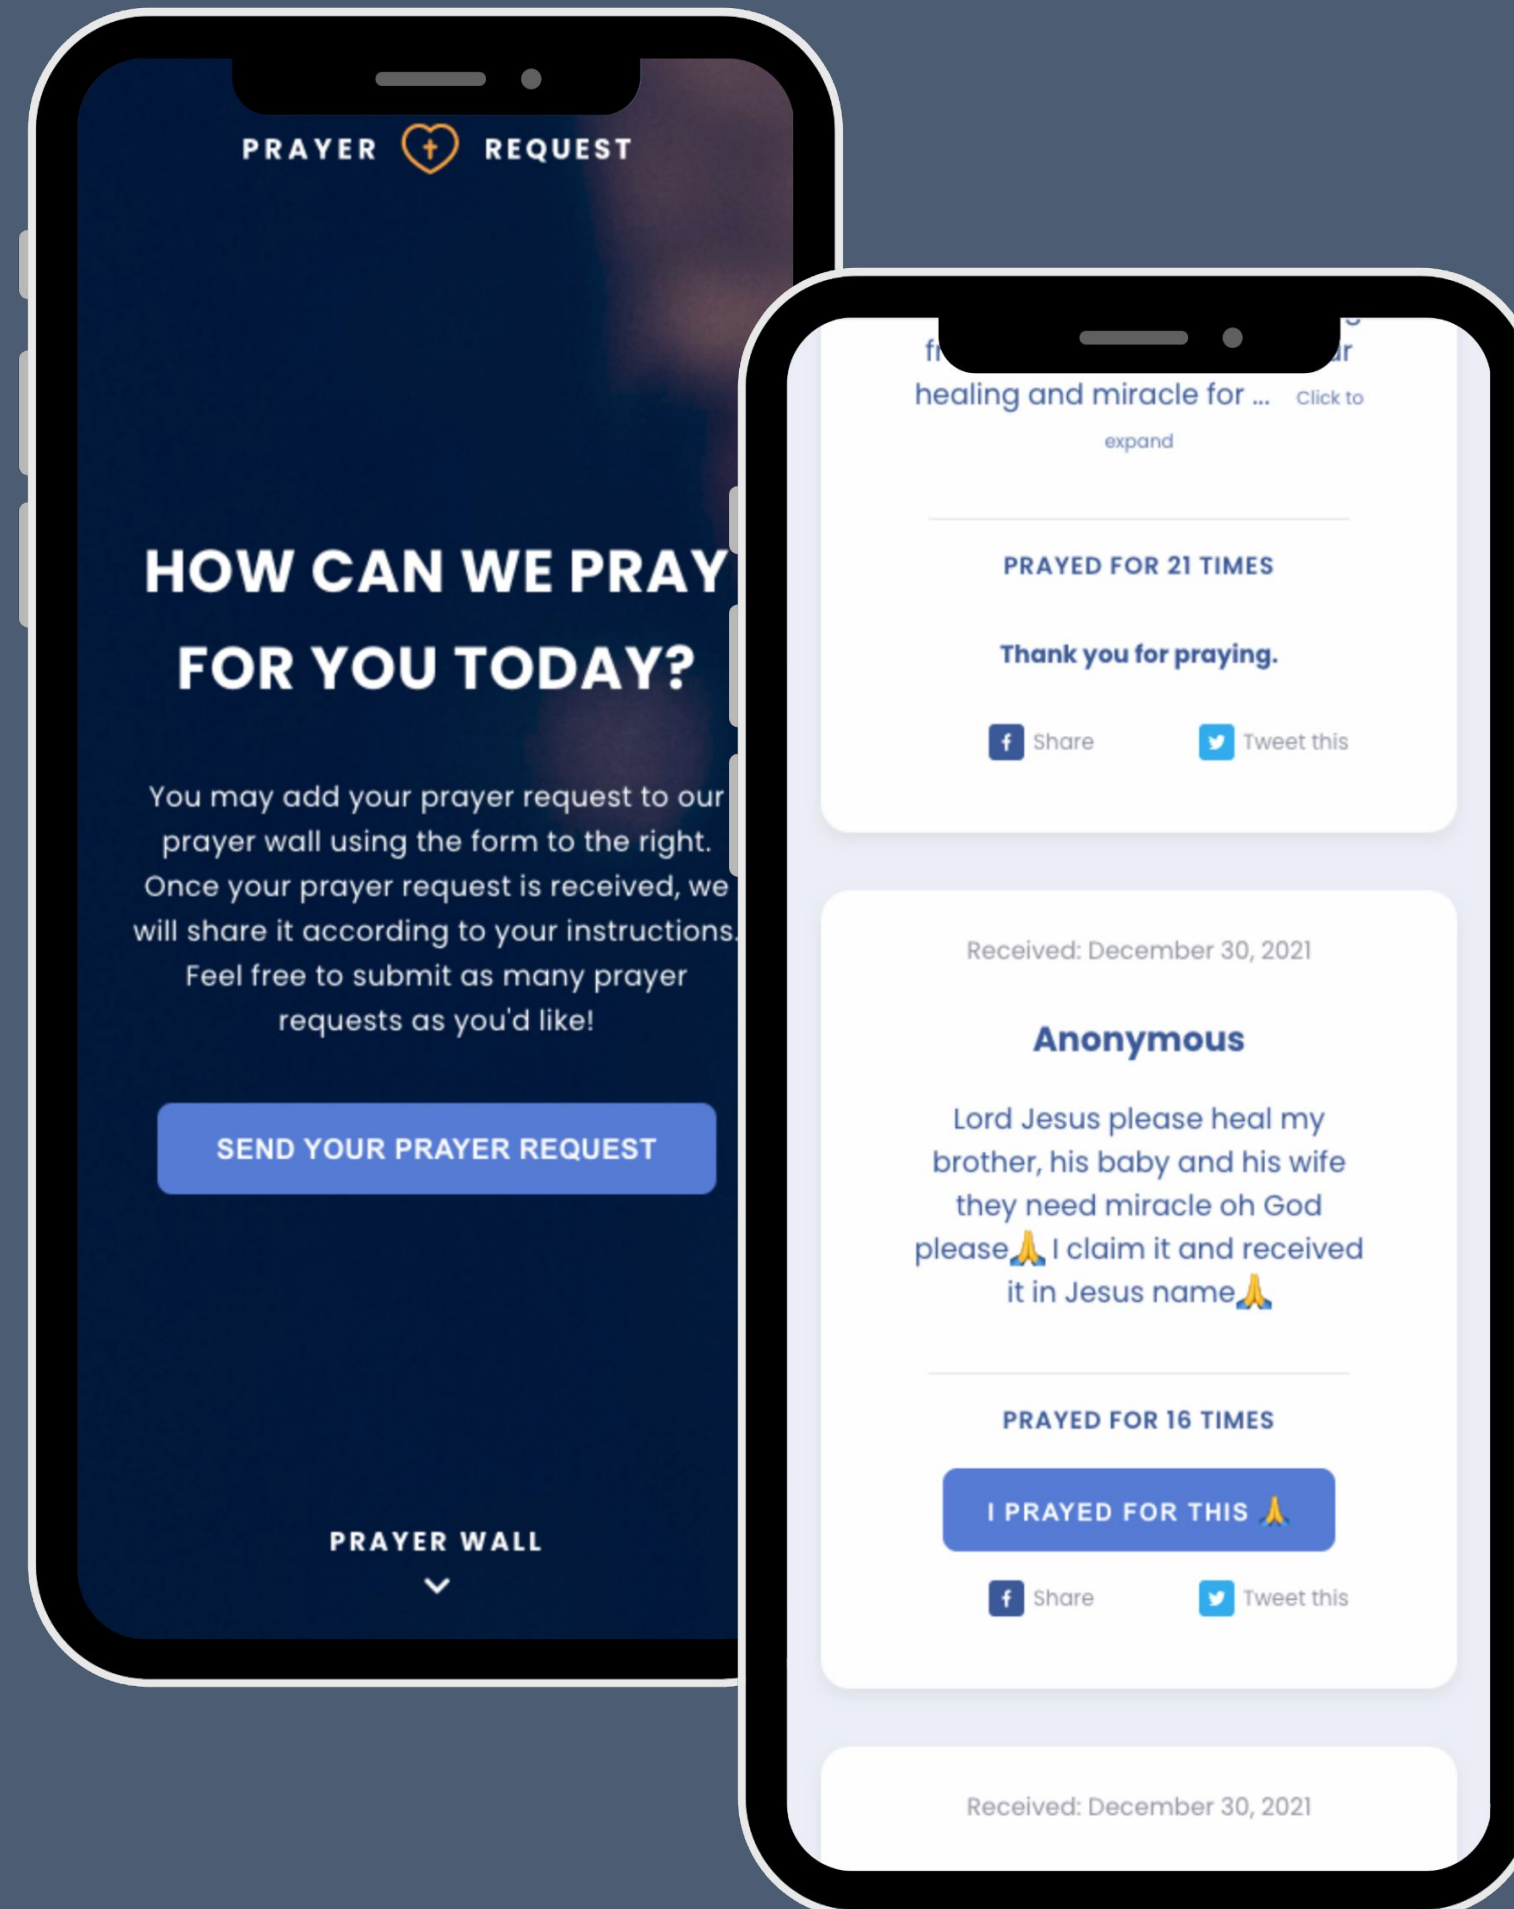 PRAYER REQUEST
HOW CAN WE PRAY
FOR YOU TODAY?
You may add your prayer request to our
prayer wall using the form to the right.
Once your prayer request is received, we
will share it according to your instructions.
Feel free to submit as many prayer
requests as you'd like!
SEND YOUR PRAYER REQUEST
PRAYER WALL
healing and miracle for ... Click to
expand
PRAYED FOR 21 TIMES
Thank you for praying.
Share Tweet this
Received: December 30, 2021
Anonymous
Lord Jesus please heal my
brother, his baby and his wife
they need miracle oh God
please🙏 I claim it and received
it in Jesus name🙏
PRAYED FOR 16 TIMES
I PRAYED FOR THIS 🙏
Share Tweet this
Received: December 30, 2021